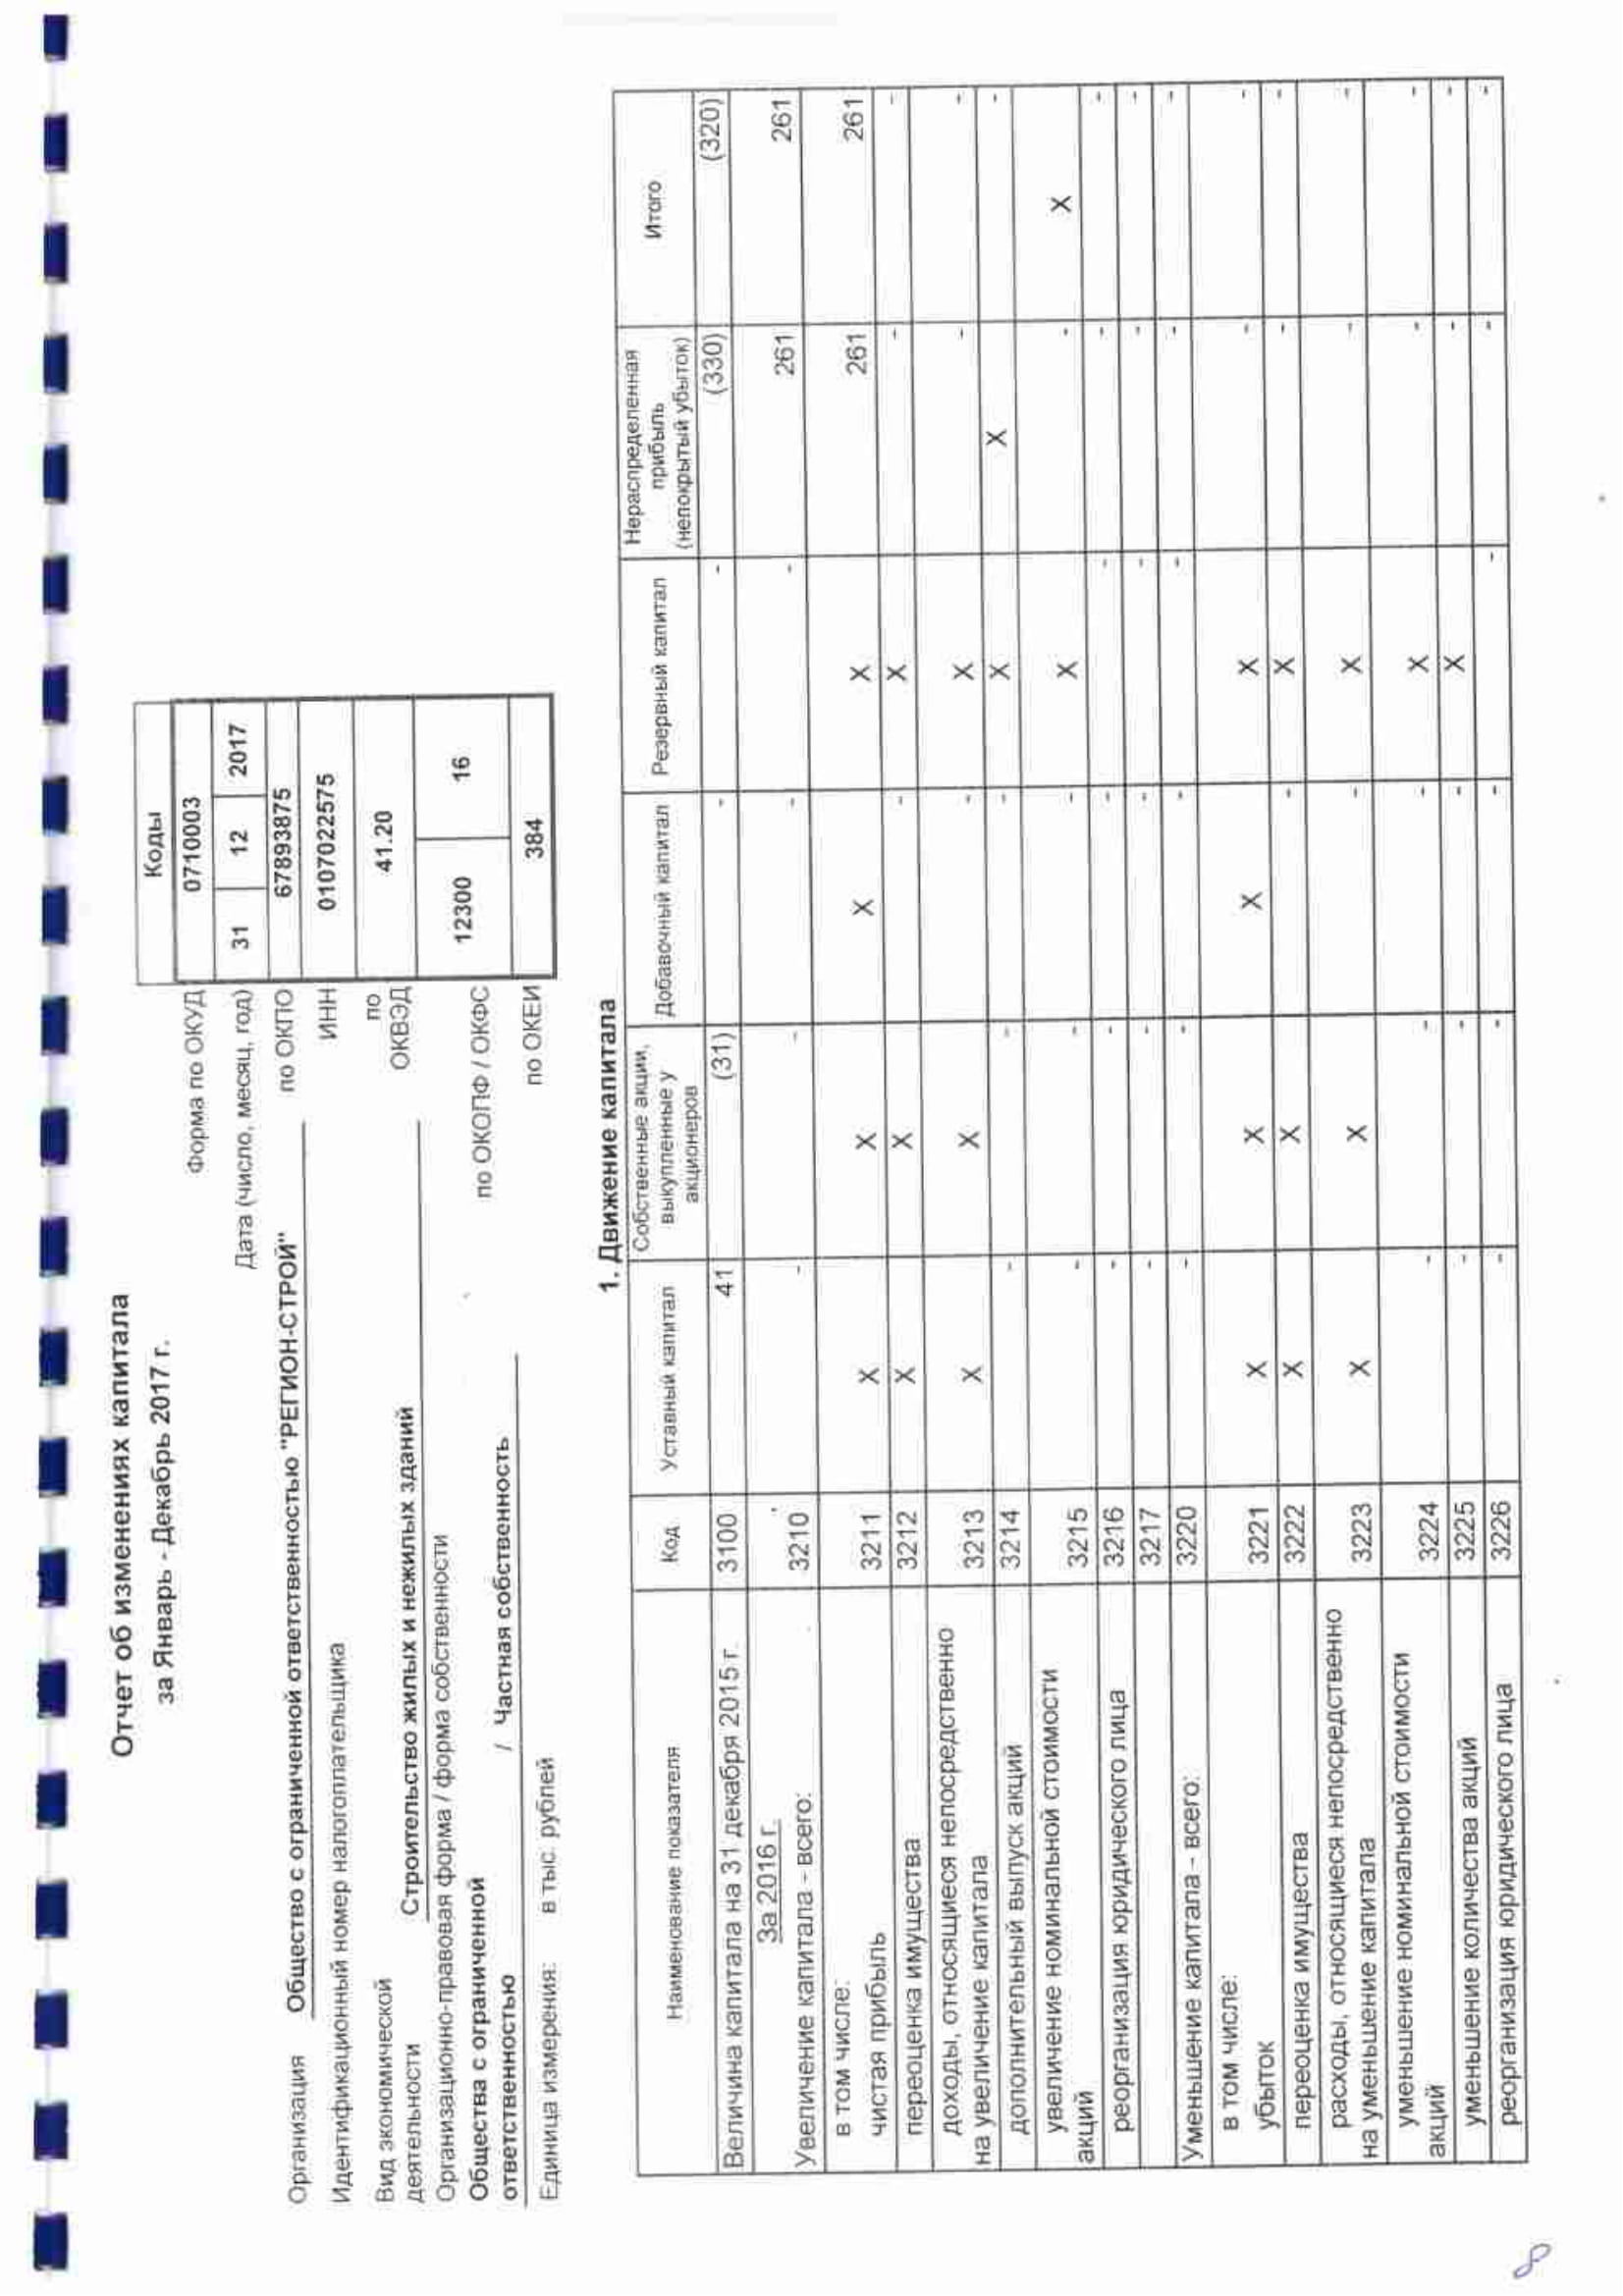 Отчет об изменениях капитала
за Январь - Декабрь 2017 г.
Коды
Форма по ОКУД 0710003
Дата (число, месяц, год) 31 12 2017
Организация Общество с ограниченной ответственностью "РЕГИОН-СТРОЙ" по ОКПО 67893875
Идентификационный номер налогоплательщика ИНН 0107022575
Вид экономической
деятельности Строительство жилых и нежилых зданий по
ОКВЭД 41.20
Организационно-правовая форма / форма собственности
Общества с ограниченной
ответственностью / Частная собственность по ОКОПФ / ОКФС 12300 16
Единица измерения: в тыс. рублей по ОКЕИ 384
1. Движение капитала
Наименование показателя Код Уставный капитал Собственные акции, выкупленные у акционеров Добавочный капитал Резервный капитал Нераспределенная прибыль (непокрытый убыток) Итого
Величина капитала на 31 декабря 2015 г. 3100 41 (31) - - (330) (320)
За 2016 г.
Увеличение капитала - всего: 3210 - - - - 261 261
в том числе:
чистая прибыль 3211 X X X X 261 261
переоценка имущества 3212 X X - X - -
доходы, относящиеся непосредственно
на увеличение капитала 3213 X X - X - -
дополнительный выпуск акций 3214 - - - X X -
увеличение номинальной стоимости
акций 3215 - - - X - X
реорганизация юридического лица 3216 - - - - - -
3217 - - - - - -
Уменьшение капитала - всего: 3220 - - - - - -
в том числе:
убыток 3221 X X X X - -
переоценка имущества 3222 X X - X - -
расходы, относящиеся непосредственно
на уменьшение капитала 3223 X X - X - -
уменьшение номинальной стоимости
акций 3224 - - - X - -
уменьшение количества акций 3225 - - - X - -
реорганизация юридического лица 3226 - - - - - -
8